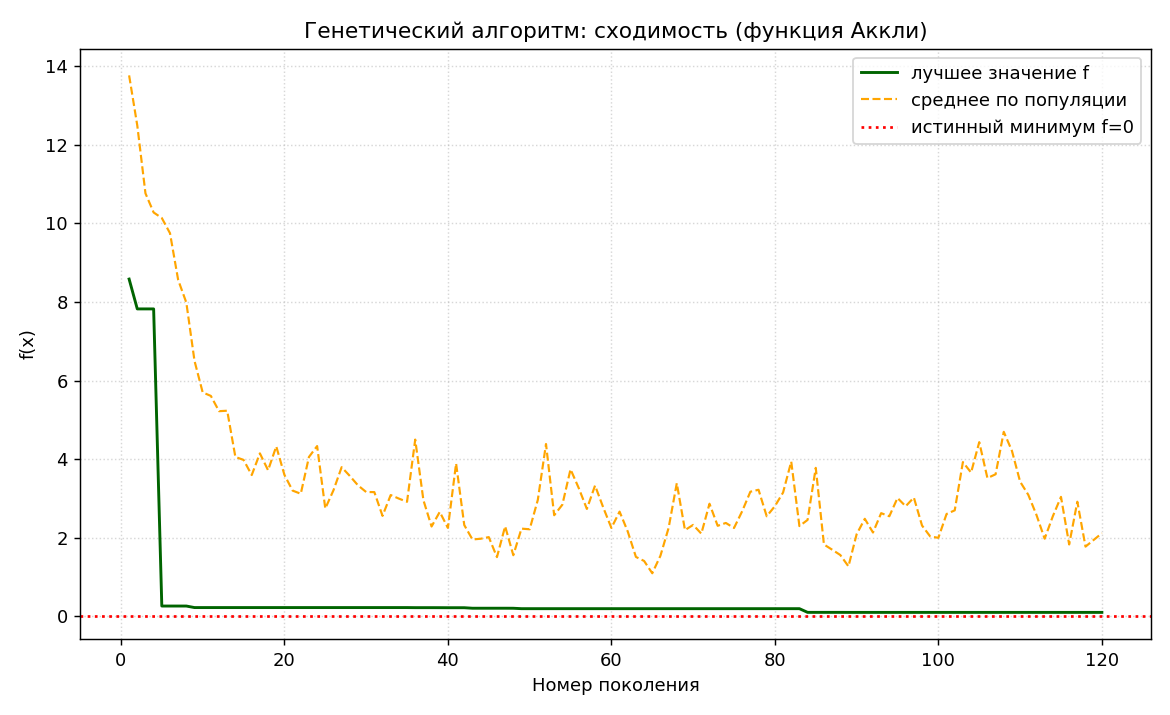 Генетический алгоритм: сходимость (функция Аккли)
лучшее значение f
среднее по популяции
истинный минимум f=0
f(x)
14
12
10
8
6
4
2
0
0 20 40 60 80 100 120
Номер поколения